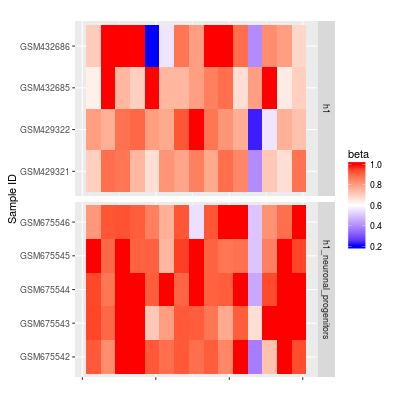 Sample ID
GSM432686
GSM432685
GSM429322
GSM429321
h1
GSM675546
GSM675545
GSM675544
GSM675543
GSM675542
h1_neuronal_progenitors
beta
1.0
0.8
0.6
0.4
0.2